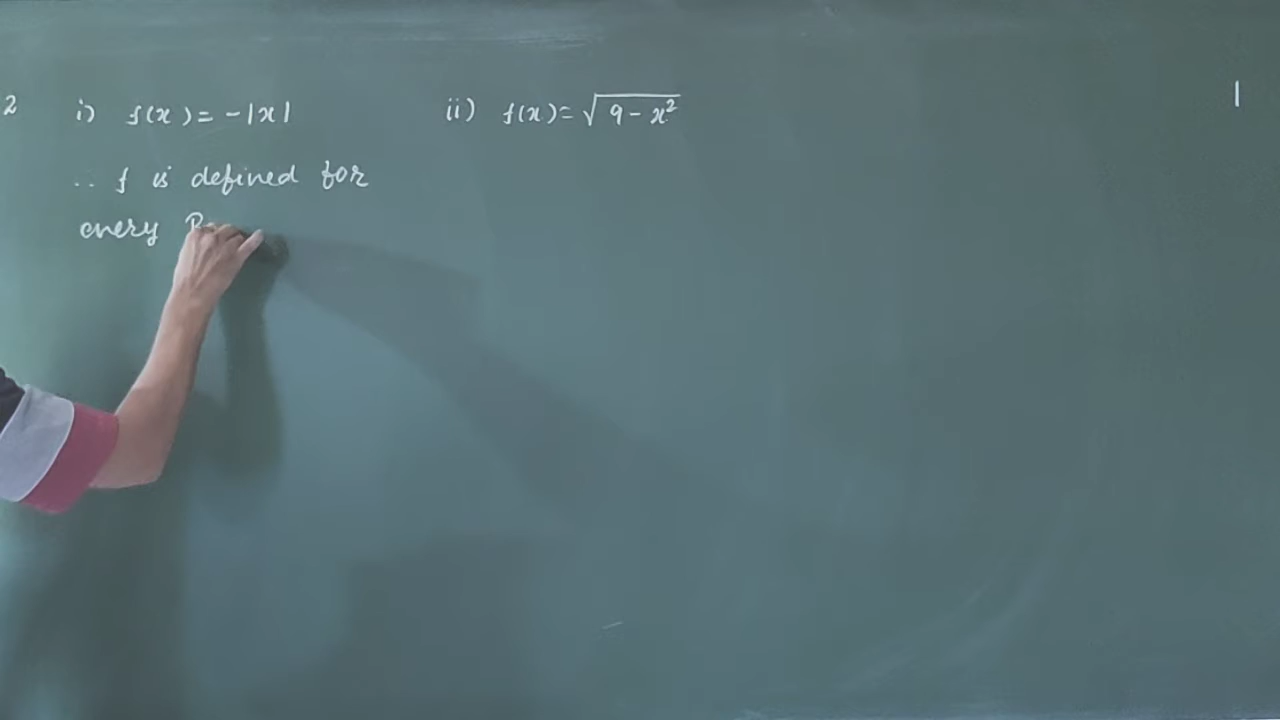 2 i) f(x) = -|x| ii) f(x) = √(9 - x²) |
∴ f is defined for
every